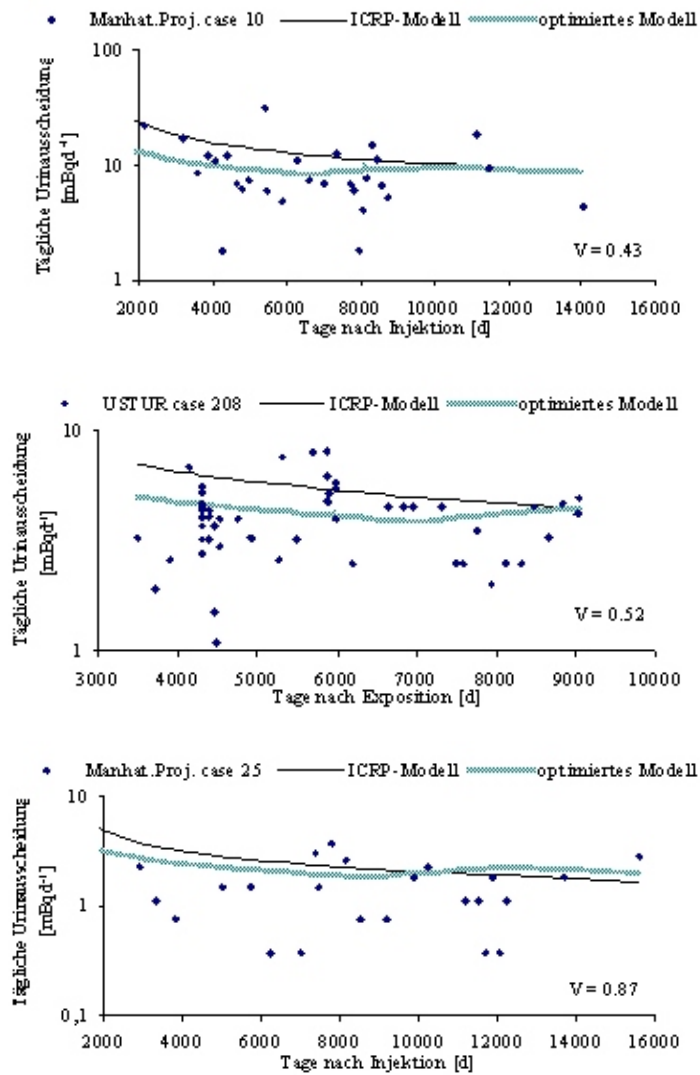 Manhat.Proj. case 10 ICRP-Modell optimiertes Modell
Tägliche Urinausscheidung
[mBqd⁻¹]
100
10
1
V = 0.43
2000 4000 6000 8000 10000 12000 14000 16000
Tage nach Injektion [d]
USTUR case 208 ICRP-Modell optimiertes Modell
Tägliche Urinausscheidung
[mBqd⁻¹]
10
1
V = 0.52
3000 4000 5000 6000 7000 8000 9000 10000
Tage nach Exposition [d]
Manhat.Proj. case 25 ICRP-Modell optimiertes Modell
Tägliche Urinausscheidung
[mBqd⁻¹]
10
1
0,1
V = 0.87
2000 4000 6000 8000 10000 12000 14000 16000
Tage nach Injektion [d]